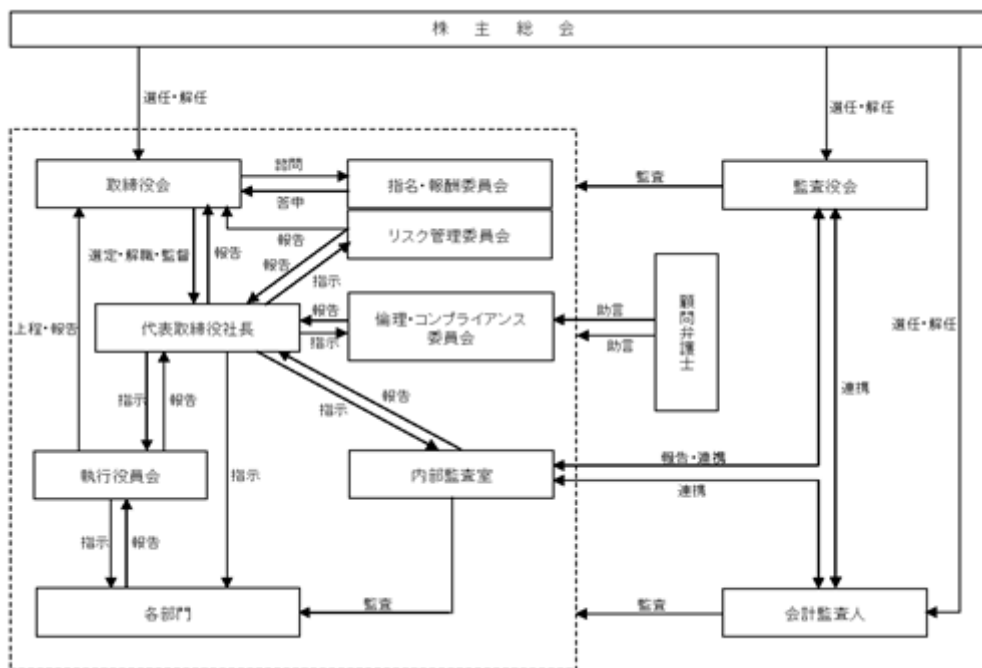 株主総会
選任・解任
選任・解任
取締役会
諮問
答申
指名・報酬委員会
監査
監査役会
報告
リスク管理委員会
選定・解職・監督
報告
報告
指示
代表取締役社長
報告
指示
倫理・コンプライアンス
委員会
助言
助言
顧問弁護士
選任・解任
上程・報告
指示
報告
指示
報告
連携
執行役員会
指示
内部監査室
報告・連携
連携
指示
報告
各部門
監査
監査
会計監査人